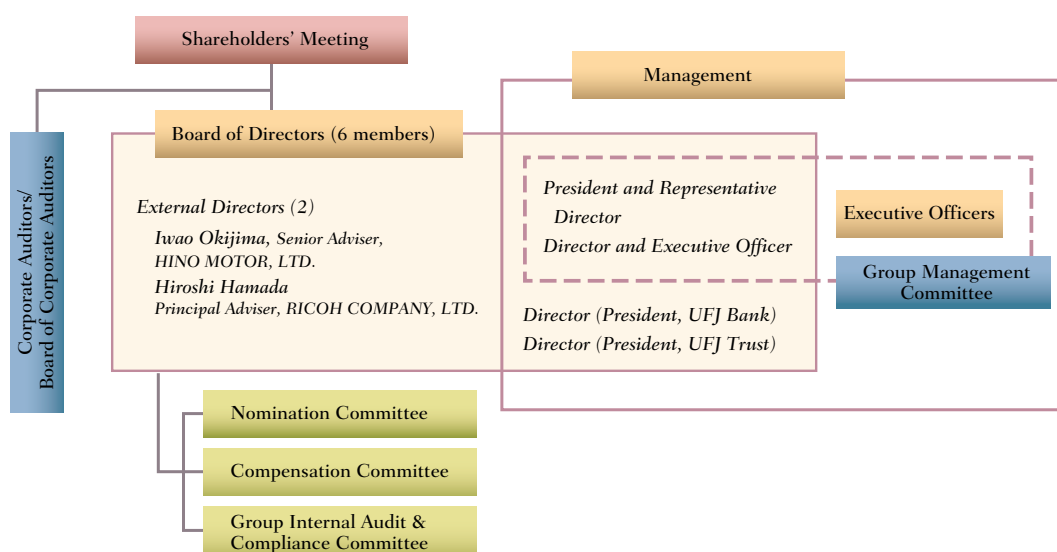 Shareholders' Meeting
Management
Corporate Auditors/
Board of Corporate Auditors
Board of Directors (6 members)
External Directors (2)
Iwao Okijima, Senior Adviser,
HINO MOTOR, LTD.
Hiroshi Hamada
Principal Adviser, RICOH COMPANY, LTD.
President and Representative
Director
Director and Executive Officer
Director (President, UFJ Bank)
Director (President, UFJ Trust)
Executive Officers
Group Management
Committee
Nomination Committee
Compensation Committee
Group Internal Audit &
Compliance Committee